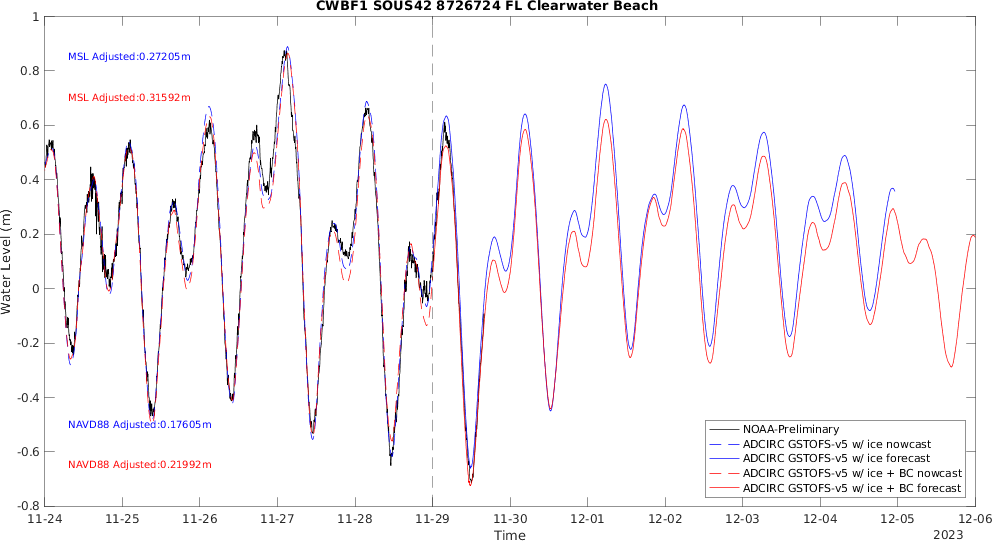 CWBF1 SOUS42 8726724 FL Clearwater Beach
1
0.8
0.6
0.4
0.2
0
-0.2
-0.4
-0.6
-0.8
Water Level (m)
MSL Adjusted:0.27205m
MSL Adjusted:0.31592m
NAVD88 Adjusted:0.17605m
NAVD88 Adjusted:0.21992m
NOAA-Preliminary
ADCIRC GSTOFS-v5 w/ ice nowcast
ADCIRC GSTOFS-v5 w/ ice forecast
ADCIRC GSTOFS-v5 w/ ice + BC nowcast
ADCIRC GSTOFS-v5 w/ ice + BC forecast
11-24 11-25 11-26 11-27 11-28 11-29 11-30 12-01 12-02 12-03 12-04 12-05 12-06
Time
2023